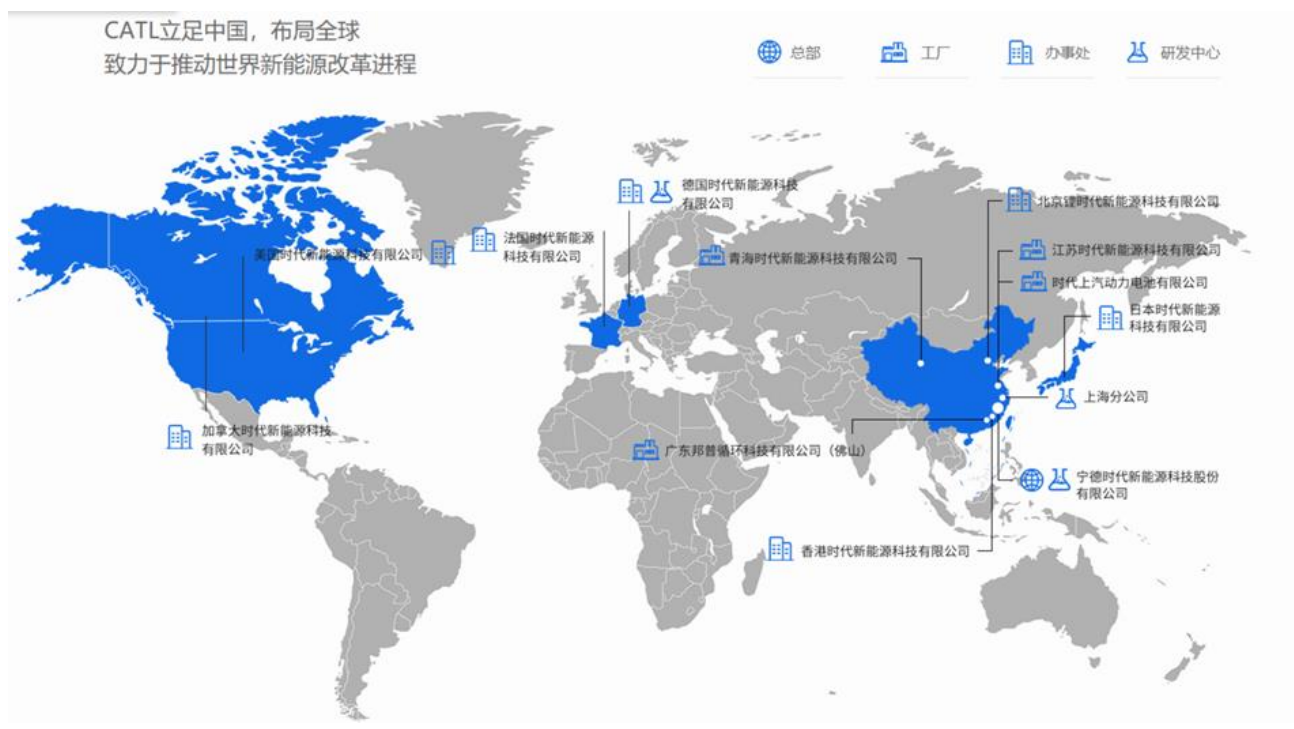 CATL立足中国，布局全球
致力于推动世界新能源改革进程
总部
工厂
办事处
研发中心
德国时代新能源科技
有限公司
北京锂时代新能源科技有限公司
法国时代新能源
科技有限公司
美国时代新能源科技有限公司
江苏时代新能源科技有限公司
青海时代新能源科技有限公司
时代上汽动力电池有限公司
日本时代新能源
科技有限公司
上海分公司
加拿大时代新能源科技
有限公司
广东邦普循环科技有限公司（佛山）
宁德时代新能源科技股份
有限公司
香港时代新能源科技有限公司